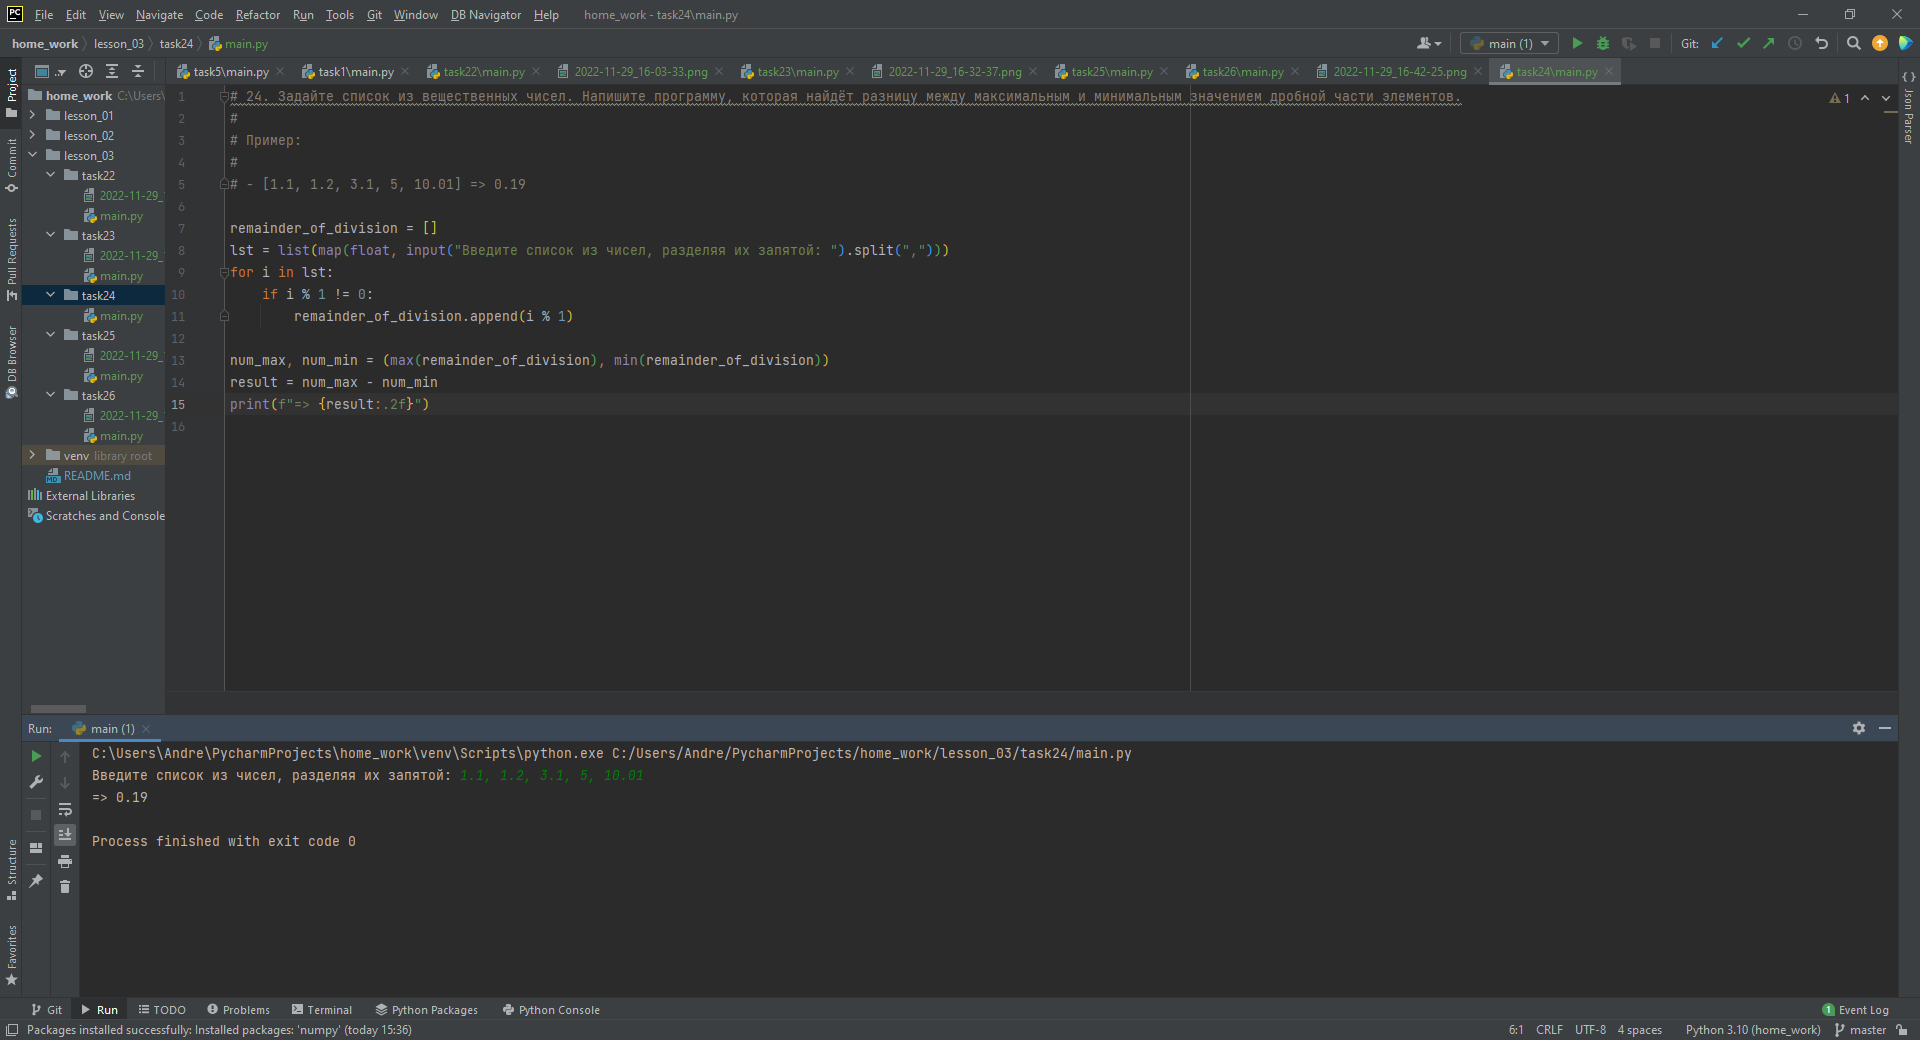 PC File Edit View Navigate Code Refactor Run Tools Git Window DB Navigator Help home_work - task24\main.py
home_work lesson_03 task24 main.py main (1) Git:
Project task5\main.py task1\main.py task22\main.py 2022-11-29_16-03-33.png task23\main.py 2022-11-29_16-32-37.png task25\main.py task26\main.py 2022-11-29_16-42-25.png task24\main.py
home_work C:\Users\
lesson_01
lesson_02
lesson_03
task22
2022-11-29_
main.py
task23
2022-11-29_
main.py
task24
main.py
task25
2022-11-29_
main.py
task26
2022-11-29_
main.py
venv library root
README.md
External Libraries
Scratches and Console
Commit
Pull Requests
DB Browser
Structure
Favorites
1 # 24. Задайте список из вещественных чисел. Напишите программу, которая найдёт разницу между максимальным и минимальным значением дробной части элементов.
2 #
3 # Пример:
4 #
5 # - [1.1, 1.2, 3.1, 5, 10.01] => 0.19
6
7 remainder_of_division = []
8 lst = list(map(float, input("Введите список из чисел, разделяя их запятой: ").split(",")))
9 for i in lst:
10 if i % 1 != 0:
11 remainder_of_division.append(i % 1)
12
13 num_max, num_min = (max(remainder_of_division), min(remainder_of_division))
14 result = num_max - num_min
15 print(f"=> {result:.2f}")
16
1
Json Parser
Run: main (1)
C:\Users\Andre\PycharmProjects\home_work\venv\Scripts\python.exe C:/Users/Andre/PycharmProjects/home_work/lesson_03/task24/main.py
Введите список из чисел, разделяя их запятой: 1.1, 1.2, 3.1, 5, 10.01
=> 0.19
Process finished with exit code 0
Git Run TODO Problems Terminal Python Packages Python Console 1 Event Log
Packages installed successfully: Installed packages: 'numpy' (today 15:36) 6:1 CRLF UTF-8 4 spaces Python 3.10 (home_work) master